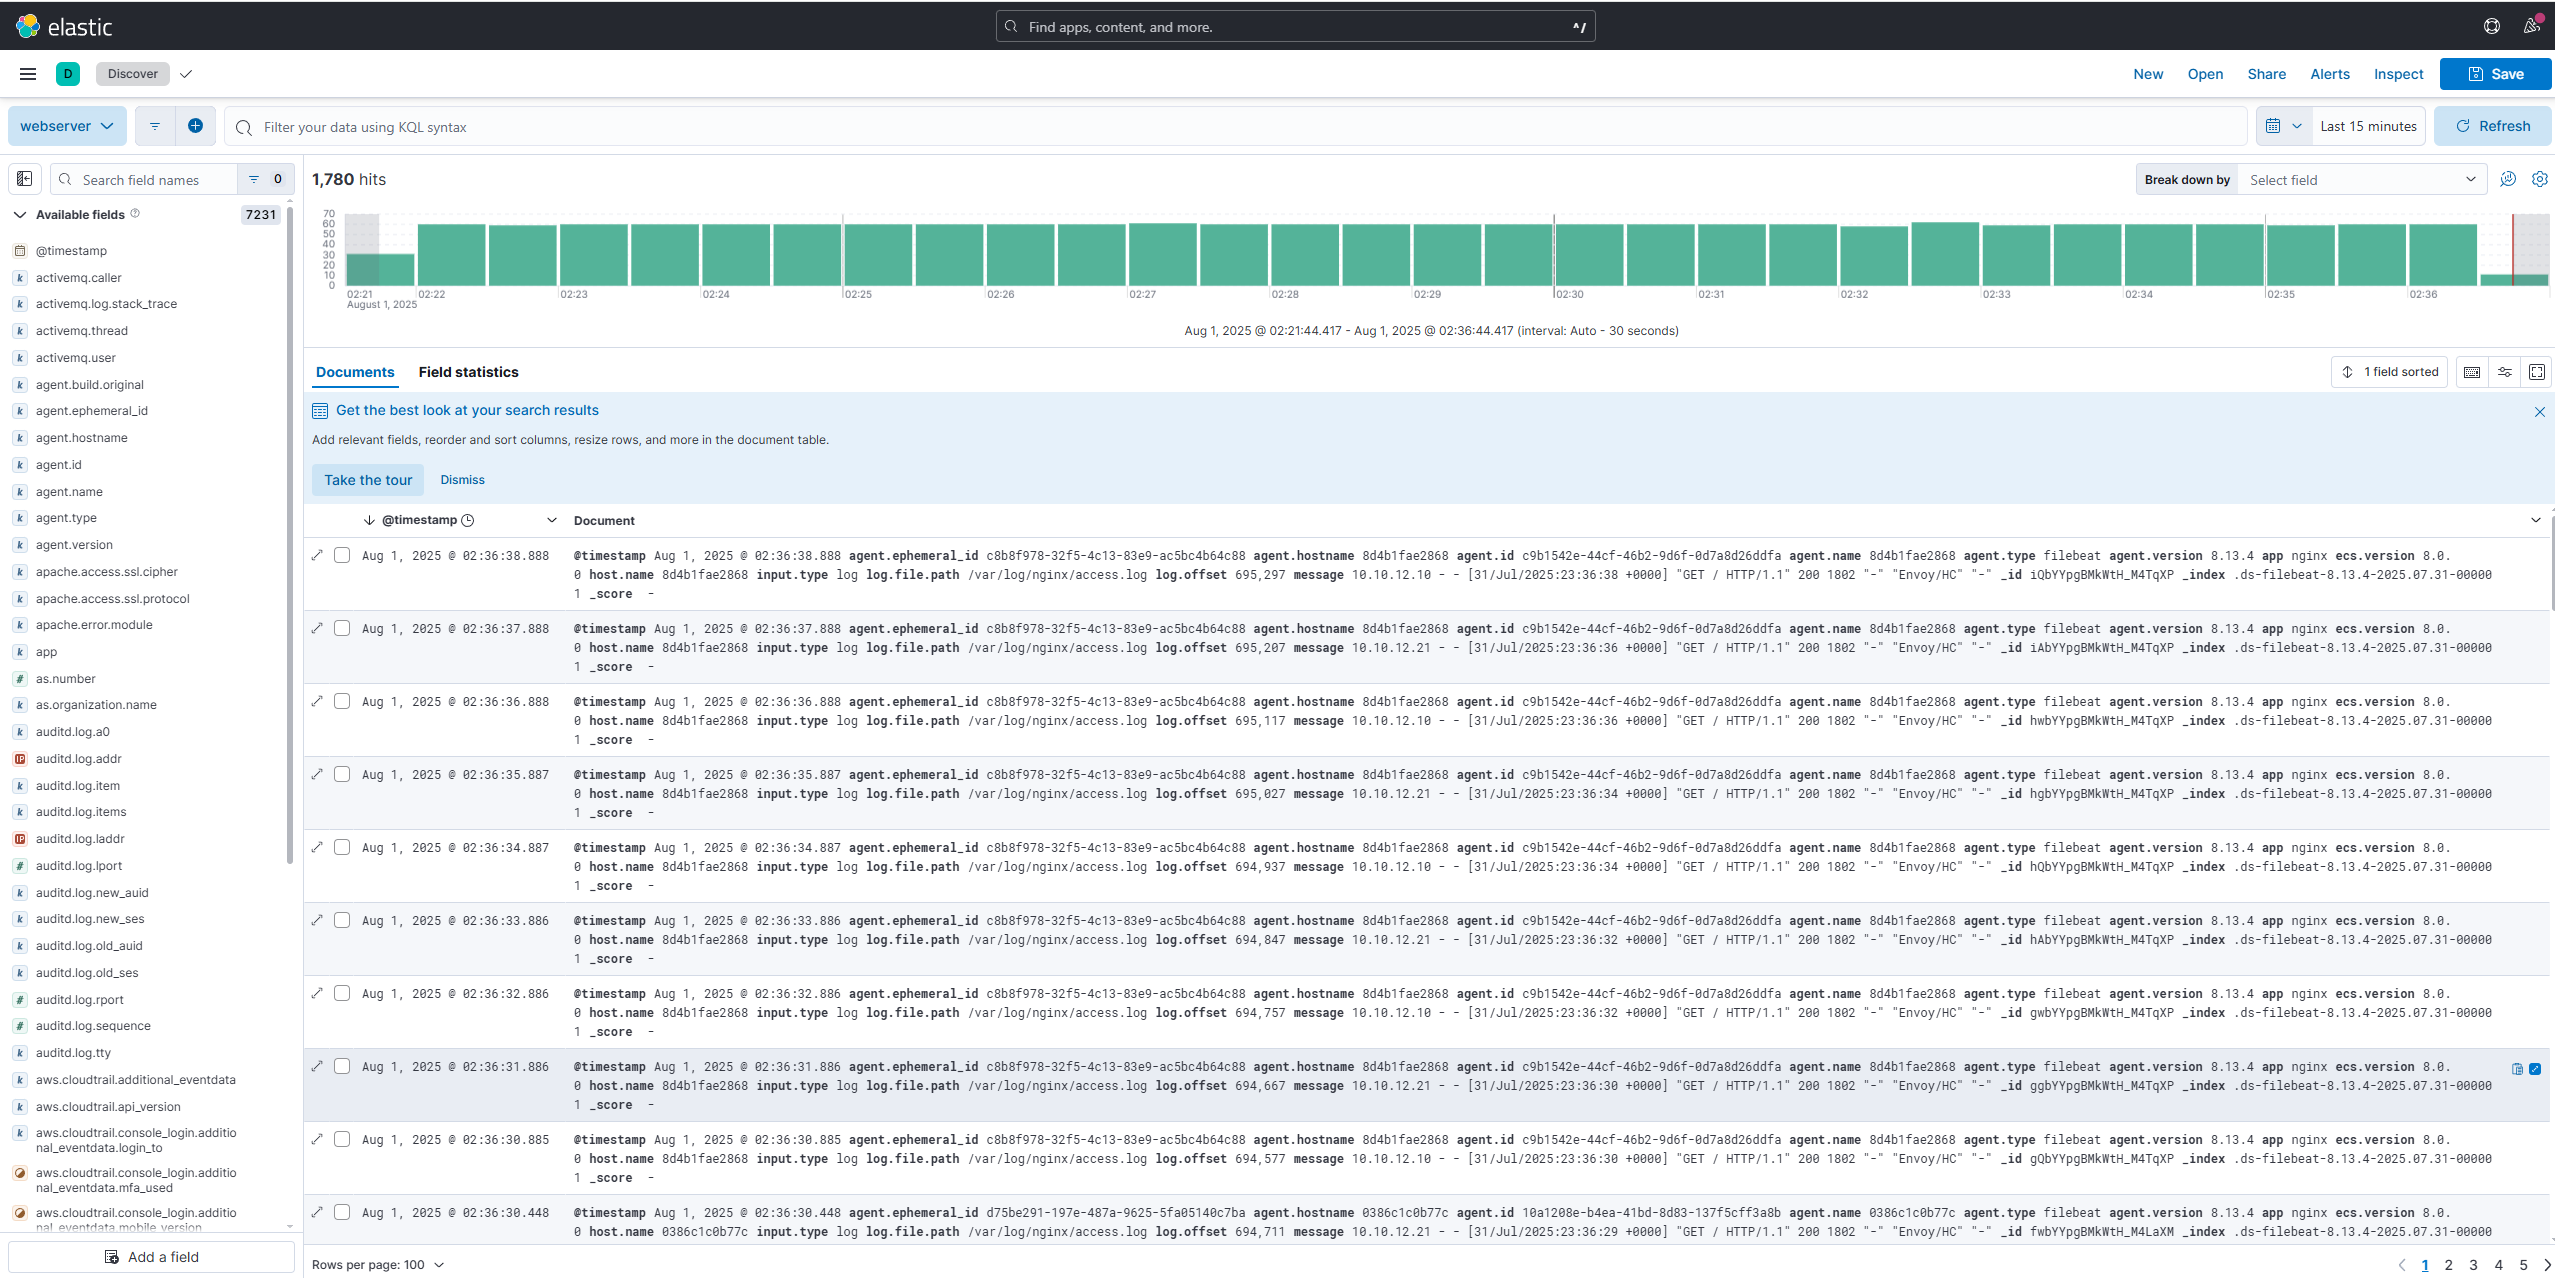 elastic
Find apps, content, and more.
^/
D
Discover
New
Open
Share
Alerts
Inspect
Save
webserver
Filter your data using KQL syntax
Last 15 minutes
Refresh
Search field names
0
Available fields
7231
@timestamp
activemq.caller
activemq.log.stack_trace
activemq.thread
activemq.user
agent.build.original
agent.ephemeral_id
agent.hostname
agent.id
agent.name
agent.type
agent.version
apache.access.ssl.cipher
apache.access.ssl.protocol
apache.error.module
app
as.number
as.organization.name
auditd.log.a0
auditd.log.addr
auditd.log.item
auditd.log.items
auditd.log.laddr
auditd.log.lport
auditd.log.new_auid
auditd.log.new_ses
auditd.log.old_auid
auditd.log.old_ses
auditd.log.rport
auditd.log.sequence
auditd.log.tty
aws.cloudtrail.additional_eventdata
aws.cloudtrail.api_version
aws.cloudtrail.console_login.additio
nal_eventdata.login_to
aws.cloudtrail.console_login.additio
nal_eventdata.mfa_used
aws.cloudtrail.console_login.additio
nal_eventdata.mobile_version
Add a field
1,780 hits
Break down by
Select field
70
60
50
40
30
20
10
0
02:21 02:22 02:23 02:24 02:25 02:26 02:27 02:28 02:29 02:30 02:31 02:32 02:33 02:34 02:35 02:36
August 1, 2025
Aug 1, 2025 @ 02:21:44.417 - Aug 1, 2025 @ 02:36:44.417 (interval: Auto - 30 seconds)
Documents
Field statistics
1 field sorted
Get the best look at your search results
Add relevant fields, reorder and sort columns, resize rows, and more in the document table.
Take the tour
Dismiss
@timestamp
Document
Aug 1, 2025 @ 02:36:38.888 @timestamp Aug 1, 2025 @ 02:36:38.888 agent.ephemeral_id c8b8f978-32f5-4c13-83e9-ac5bc4b64c88 agent.hostname 8d4b1fae2868 agent.id c9b1542e-44cf-46b2-9d6f-0d7a8d26ddfa agent.name 8d4b1fae2868 agent.type filebeat agent.version 8.13.4 app nginx ecs.version 8.0.
0 host.name 8d4b1fae2868 input.type log log.file.path /var/log/nginx/access.log log.offset 695,297 message 10.10.12.10 - - [31/Jul/2025:23:36:38 +0000] "GET / HTTP/1.1" 200 1802 "-" "Envoy/HC" "-" _id iQbYYpgBMkWtH_M4TqXP _index .ds-filebeat-8.13.4-2025.07.31-00000
1 _score -
Aug 1, 2025 @ 02:36:37.888 @timestamp Aug 1, 2025 @ 02:36:37.888 agent.ephemeral_id c8b8f978-32f5-4c13-83e9-ac5bc4b64c88 agent.hostname 8d4b1fae2868 agent.id c9b1542e-44cf-46b2-9d6f-0d7a8d26ddfa agent.name 8d4b1fae2868 agent.type filebeat agent.version 8.13.4 app nginx ecs.version 8.0.
0 host.name 8d4b1fae2868 input.type log log.file.path /var/log/nginx/access.log log.offset 695,207 message 10.10.12.21 - - [31/Jul/2025:23:36:36 +0000] "GET / HTTP/1.1" 200 1802 "-" "Envoy/HC" "-" _id iAbYYpgBMkWtH_M4TqXP _index .ds-filebeat-8.13.4-2025.07.31-00000
1 _score -
Aug 1, 2025 @ 02:36:36.888 @timestamp Aug 1, 2025 @ 02:36:36.888 agent.ephemeral_id c8b8f978-32f5-4c13-83e9-ac5bc4b64c88 agent.hostname 8d4b1fae2868 agent.id c9b1542e-44cf-46b2-9d6f-0d7a8d26ddfa agent.name 8d4b1fae2868 agent.type filebeat agent.version 8.13.4 app nginx ecs.version 8.0.
0 host.name 8d4b1fae2868 input.type log log.file.path /var/log/nginx/access.log log.offset 695,117 message 10.10.12.10 - - [31/Jul/2025:23:36:36 +0000] "GET / HTTP/1.1" 200 1802 "-" "Envoy/HC" "-" _id hwbYYpgBMkWtH_M4TqXP _index .ds-filebeat-8.13.4-2025.07.31-00000
1 _score -
Aug 1, 2025 @ 02:36:35.887 @timestamp Aug 1, 2025 @ 02:36:35.887 agent.ephemeral_id c8b8f978-32f5-4c13-83e9-ac5bc4b64c88 agent.hostname 8d4b1fae2868 agent.id c9b1542e-44cf-46b2-9d6f-0d7a8d26ddfa agent.name 8d4b1fae2868 agent.type filebeat agent.version 8.13.4 app nginx ecs.version 8.0.
0 host.name 8d4b1fae2868 input.type log log.file.path /var/log/nginx/access.log log.offset 695,027 message 10.10.12.21 - - [31/Jul/2025:23:36:34 +0000] "GET / HTTP/1.1" 200 1802 "-" "Envoy/HC" "-" _id hgbYYpgBMkWtH_M4TqXP _index .ds-filebeat-8.13.4-2025.07.31-00000
1 _score -
Aug 1, 2025 @ 02:36:34.887 @timestamp Aug 1, 2025 @ 02:36:34.887 agent.ephemeral_id c8b8f978-32f5-4c13-83e9-ac5bc4b64c88 agent.hostname 8d4b1fae2868 agent.id c9b1542e-44cf-46b2-9d6f-0d7a8d26ddfa agent.name 8d4b1fae2868 agent.type filebeat agent.version 8.13.4 app nginx ecs.version 8.0.
0 host.name 8d4b1fae2868 input.type log log.file.path /var/log/nginx/access.log log.offset 694,937 message 10.10.12.10 - - [31/Jul/2025:23:36:34 +0000] "GET / HTTP/1.1" 200 1802 "-" "Envoy/HC" "-" _id hQbYYpgBMkWtH_M4TqXP _index .ds-filebeat-8.13.4-2025.07.31-00000
1 _score -
Aug 1, 2025 @ 02:36:33.886 @timestamp Aug 1, 2025 @ 02:36:33.886 agent.ephemeral_id c8b8f978-32f5-4c13-83e9-ac5bc4b64c88 agent.hostname 8d4b1fae2868 agent.id c9b1542e-44cf-46b2-9d6f-0d7a8d26ddfa agent.name 8d4b1fae2868 agent.type filebeat agent.version 8.13.4 app nginx ecs.version 8.0.
0 host.name 8d4b1fae2868 input.type log log.file.path /var/log/nginx/access.log log.offset 694,847 message 10.10.12.21 - - [31/Jul/2025:23:36:32 +0000] "GET / HTTP/1.1" 200 1802 "-" "Envoy/HC" "-" _id hAbYYpgBMkWtH_M4TqXP _index .ds-filebeat-8.13.4-2025.07.31-00000
1 _score -
Aug 1, 2025 @ 02:36:32.886 @timestamp Aug 1, 2025 @ 02:36:32.886 agent.ephemeral_id c8b8f978-32f5-4c13-83e9-ac5bc4b64c88 agent.hostname 8d4b1fae2868 agent.id c9b1542e-44cf-46b2-9d6f-0d7a8d26ddfa agent.name 8d4b1fae2868 agent.type filebeat agent.version 8.13.4 app nginx ecs.version 8.0.
0 host.name 8d4b1fae2868 input.type log log.file.path /var/log/nginx/access.log log.offset 694,757 message 10.10.12.10 - - [31/Jul/2025:23:36:32 +0000] "GET / HTTP/1.1" 200 1802 "-" "Envoy/HC" "-" _id gwbYYpgBMkWtH_M4TqXP _index .ds-filebeat-8.13.4-2025.07.31-00000
1 _score -
Aug 1, 2025 @ 02:36:31.886 @timestamp Aug 1, 2025 @ 02:36:31.886 agent.ephemeral_id c8b8f978-32f5-4c13-83e9-ac5bc4b64c88 agent.hostname 8d4b1fae2868 agent.id c9b1542e-44cf-46b2-9d6f-0d7a8d26ddfa agent.name 8d4b1fae2868 agent.type filebeat agent.version 8.13.4 app nginx ecs.version 8.0.
0 host.name 8d4b1fae2868 input.type log log.file.path /var/log/nginx/access.log log.offset 694,667 message 10.10.12.21 - - [31/Jul/2025:23:36:30 +0000] "GET / HTTP/1.1" 200 1802 "-" "Envoy/HC" "-" _id ggbYYpgBMkWtH_M4TqXP _index .ds-filebeat-8.13.4-2025.07.31-00000
1 _score -
Aug 1, 2025 @ 02:36:30.885 @timestamp Aug 1, 2025 @ 02:36:30.885 agent.ephemeral_id c8b8f978-32f5-4c13-83e9-ac5bc4b64c88 agent.hostname 8d4b1fae2868 agent.id c9b1542e-44cf-46b2-9d6f-0d7a8d26ddfa agent.name 8d4b1fae2868 agent.type filebeat agent.version 8.13.4 app nginx ecs.version 8.0.
0 host.name 8d4b1fae2868 input.type log log.file.path /var/log/nginx/access.log log.offset 694,577 message 10.10.12.10 - - [31/Jul/2025:23:36:30 +0000] "GET / HTTP/1.1" 200 1802 "-" "Envoy/HC" "-" _id gQbYYpgBMkWtH_M4TqXP _index .ds-filebeat-8.13.4-2025.07.31-00000
1 _score -
Aug 1, 2025 @ 02:36:30.448 @timestamp Aug 1, 2025 @ 02:36:30.448 agent.ephemeral_id d75be291-197e-487a-9625-5fa05140c7ba agent.hostname 0386c1c0b77c agent.id 10a1208e-b4ea-41bd-8d83-137f5cff3a8b agent.name 0386c1c0b77c agent.type filebeat agent.version 8.13.4 app nginx ecs.version 8.0.
0 host.name 0386c1c0b77c input.type log log.file.path /var/log/nginx/access.log log.offset 694,711 message 10.10.12.21 - - [31/Jul/2025:23:36:29 +0000] "GET / HTTP/1.1" 200 1802 "-" "Envoy/HC" "-" _id fwbYYpgBMkWtH_M4LaXM _index .ds-filebeat-8.13.4-2025.07.31-00000
Rows per page: 100
1 2 3 4 5